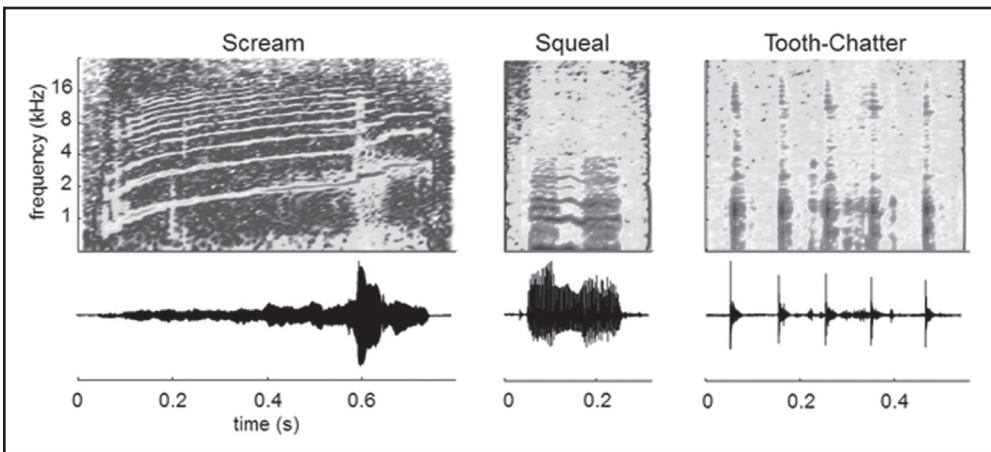 Scream
Squeal
Tooth-Chatter
frequency (kHz)
16
8
4
2
1
0 0.2 0.4 0.6
time (s)
0 0.2
0 0.2 0.4